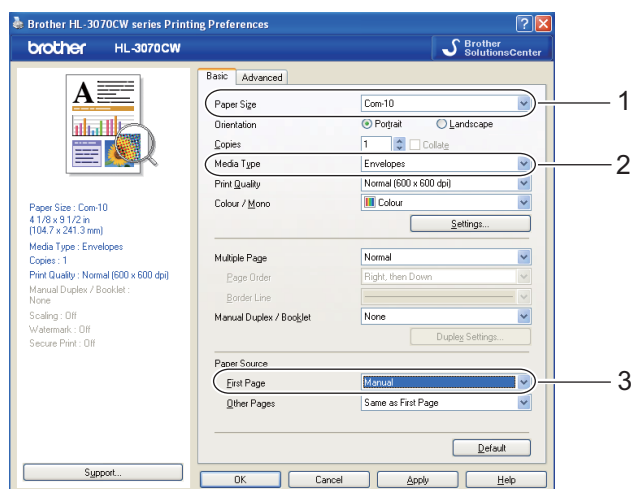 Brother HL-3070CW series Printing Preferences
brother HL-3070CW Brother SolutionsCenter
Basic Advanced
Paper Size Com-10 1
Orientation Portrait Landscape
Copies 1 Collate
Media Type Envelopes 2
Print Quality Normal (600 x 600 dpi)
Colour / Mono Colour
Settings...
Paper Size : Com-10
4 1/8 x 9 1/2 in
(104.7 x 241.3 mm)
Media Type : Envelopes
Copies : 1
Print Quality : Normal (600 x 600 dpi)
Manual Duplex / Booklet :
None
Scaling : Off
Watermark : Off
Secure Print : Off
Multiple Page Normal
Page Order Right, then Down
Border Line
Manual Duplex / Booklet None
Duplex Settings...
Paper Source
First Page Manual 3
Other Pages Same as First Page
Default
Support... OK Cancel Apply Help